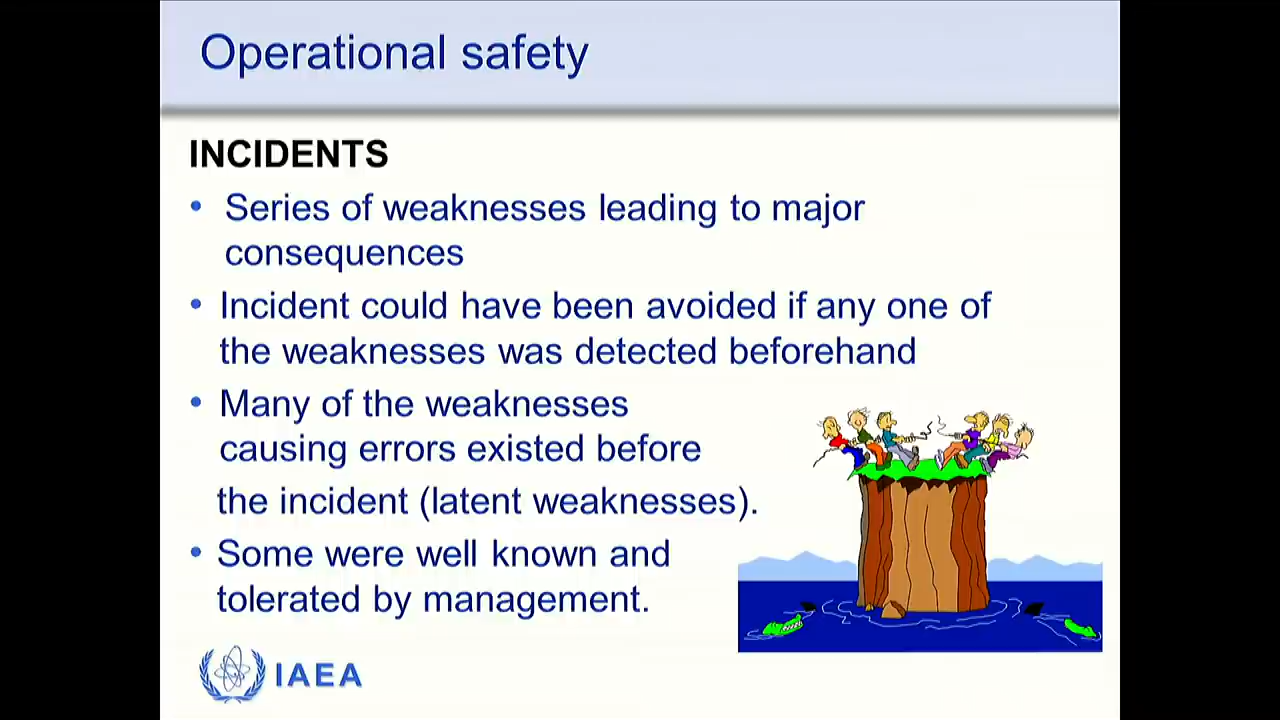 Operational safety
INCIDENTS
• Series of weaknesses leading to major
consequences
• Incident could have been avoided if any one of
the weaknesses was detected beforehand
• Many of the weaknesses
causing errors existed before
the incident (latent weaknesses).
• Some were well known and
tolerated by management.
IAEA